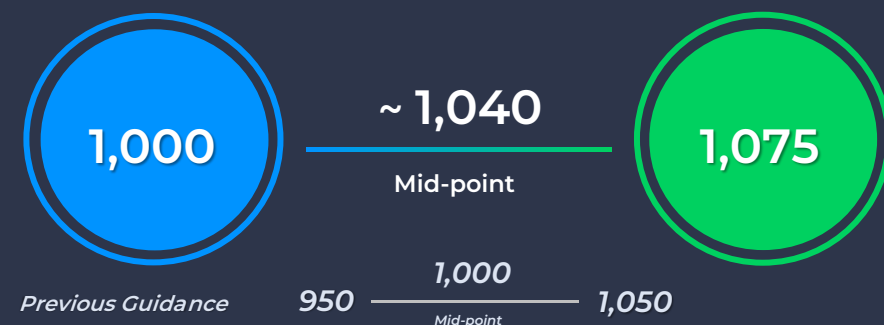 1,000
~ 1,040
1,075
Mid-point
1,000
Previous Guidance 950 1,050
Mid-point